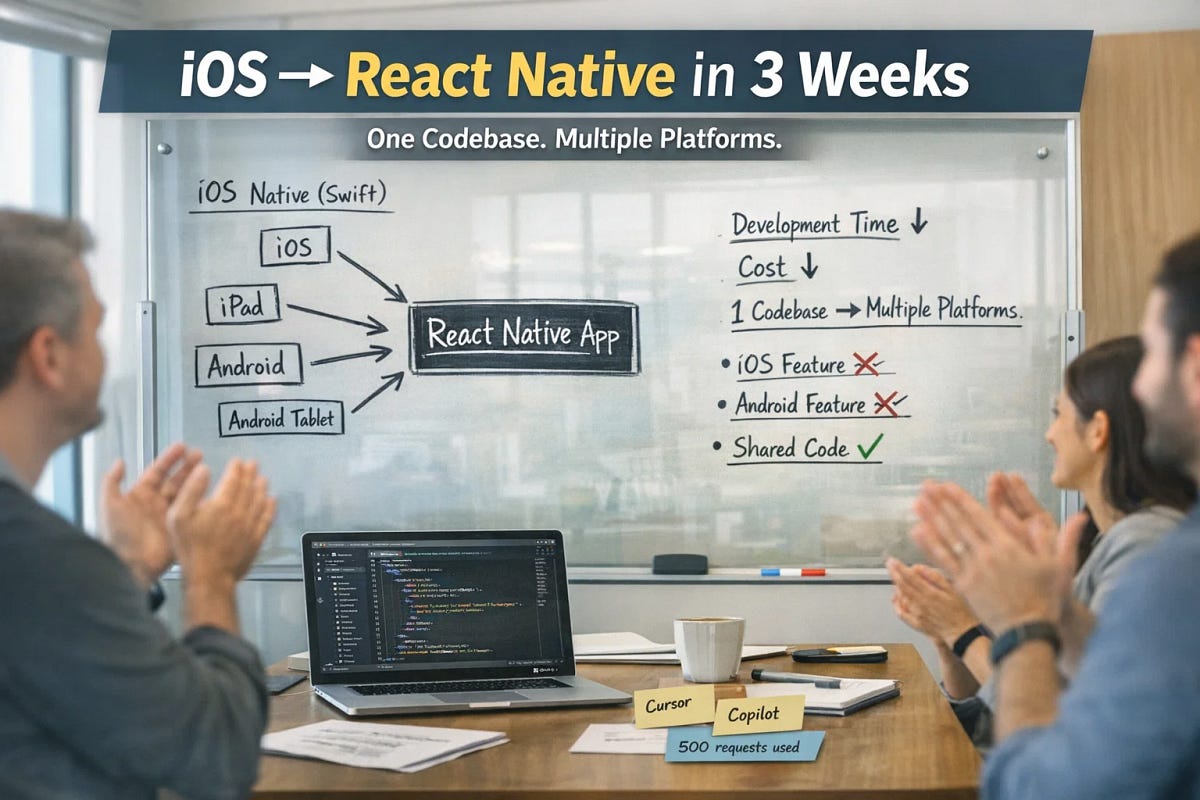 iOS → React Native in 3 Weeks
One Codebase. Multiple Platforms.
iOS Native (Swift)
iOS
iPad
Android
Android Tablet
React Native App
Development Time ↓
Cost ↓
1 Codebase → Multiple Platforms.
• iOS Feature ✗
• Android Feature ✗
• Shared Code ✓
Cursor
Copilot
500 requests used